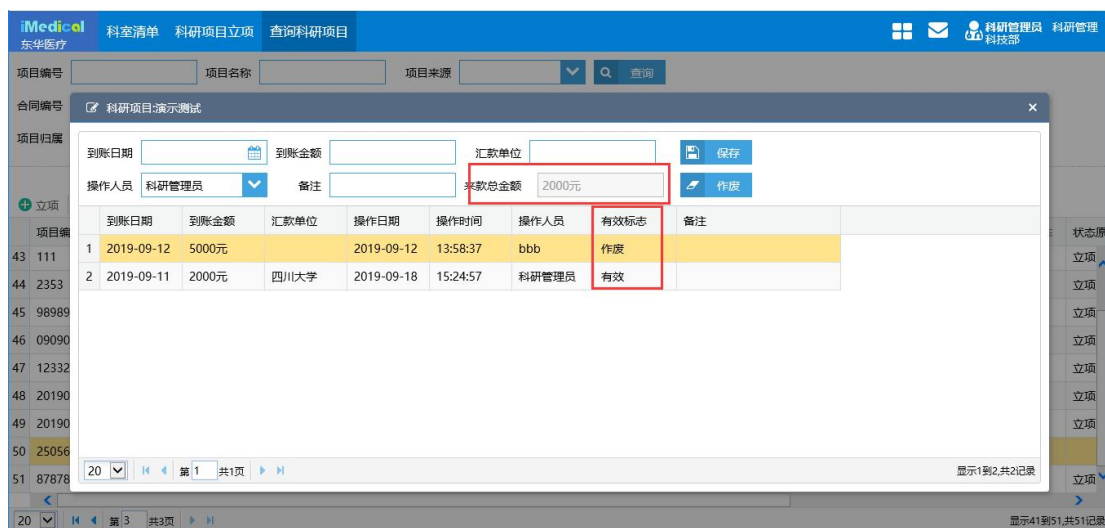 iMedical 科室清单 科研项目立项 查询科研项目 科研管理员 科研管理
东华医疗 科技部
项目编号 项目名称 项目来源 查询
合同编号 科研项目:演示测试 ×
项目归属
到账日期 到账金额 汇款单位 保存
操作人员 科研管理员 备注 来款总金额 2000元 作废
立项
到账日期 到账金额 汇款单位 操作日期 操作时间 操作人员 有效标志 备注
项目编 状态原
1 2019-09-12 5000元 2019-09-12 13:58:37 bbb 作废
43 111 立项
2 2019-09-11 2000元 四川大学 2019-09-18 15:24:57 科研管理员 有效
44 2353 立项
45 98989 立项
46 09090 立项
47 12332 立项
48 20190 立项
49 20190 立项
50 25056
20 第 1 共1页 显示1到2,共2记录
51 87878 立项
20 第 3 共3页 显示41到51,共51记录